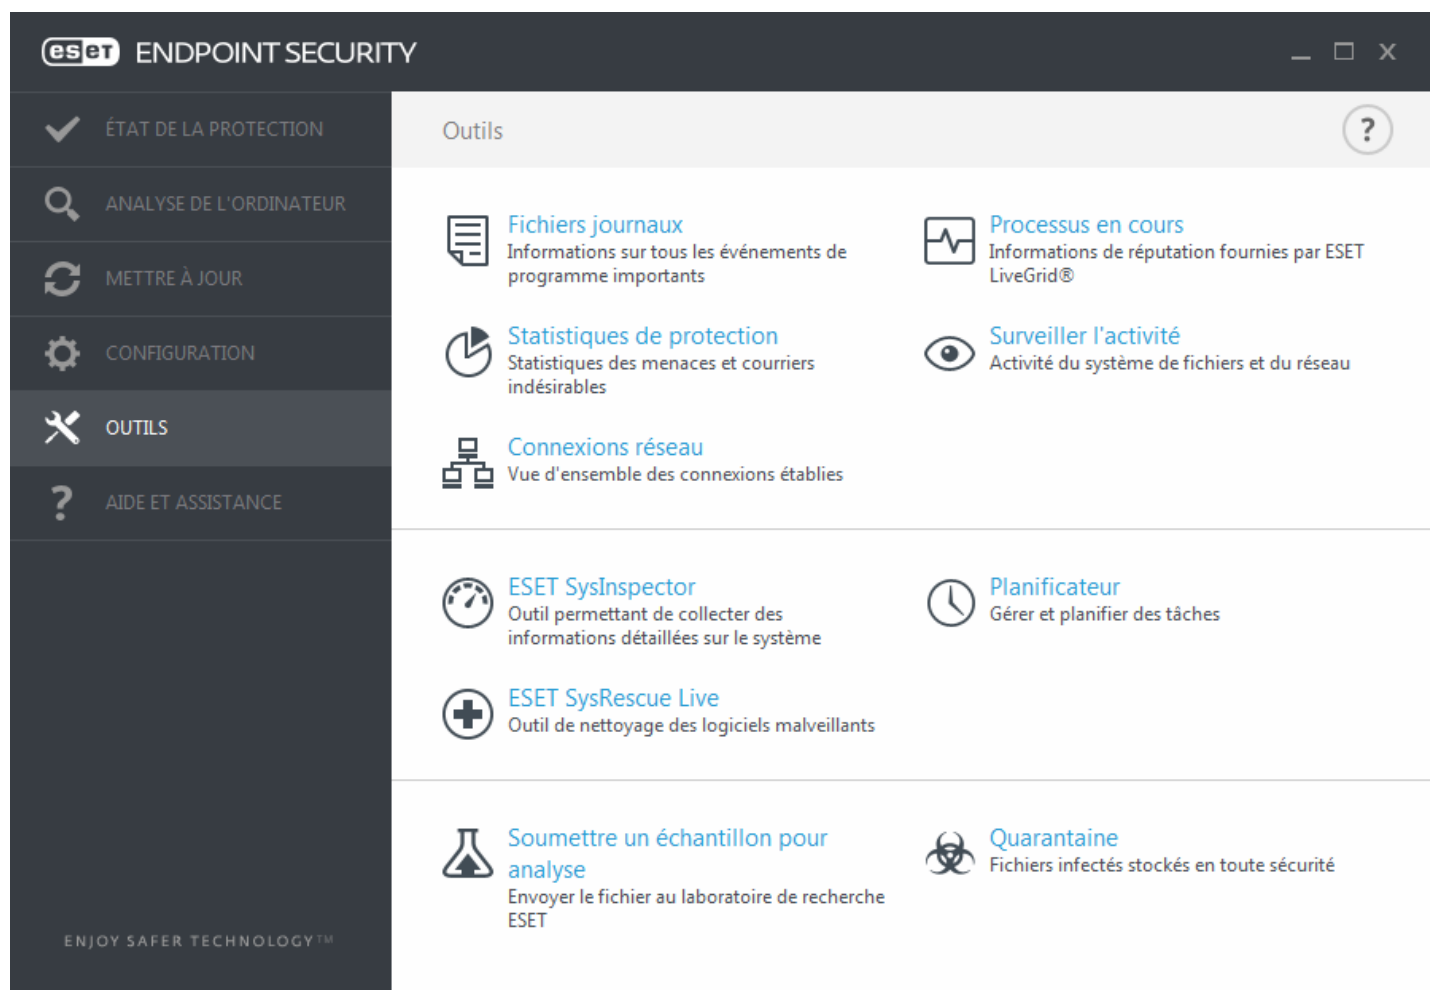 eset ENDPOINT SECURITY
ÉTAT DE LA PROTECTION
ANALYSE DE L'ORDINATEUR
METTRE À JOUR
CONFIGURATION
OUTILS
AIDE ET ASSISTANCE
ENJOY SAFER TECHNOLOGY™
Outils
?
Fichiers journaux
Informations sur tous les événements de
programme importants
Processus en cours
Informations de réputation fournies par ESET
LiveGrid®
Statistiques de protection
Statistiques des menaces et courriers
indésirables
Surveiller l'activité
Activité du système de fichiers et du réseau
Connexions réseau
Vue d'ensemble des connexions établies
ESET SysInspector
Outil permettant de collecter des
informations détaillées sur le système
Planificateur
Gérer et planifier des tâches
ESET SysRescue Live
Outil de nettoyage des logiciels malveillants
Soumettre un échantillon pour
analyse
Envoyer le fichier au laboratoire de recherche
ESET
Quarantaine
Fichiers infectés stockés en toute sécurité